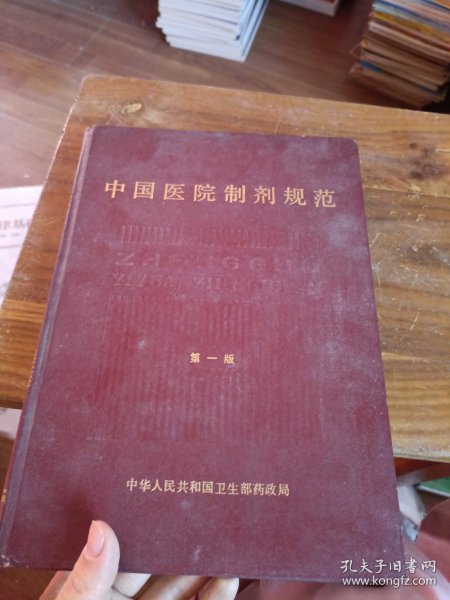 中国医院制剂规范
第一版
中华人民共和国卫生部药政局
孔夫子旧书网
www.kongfz.com